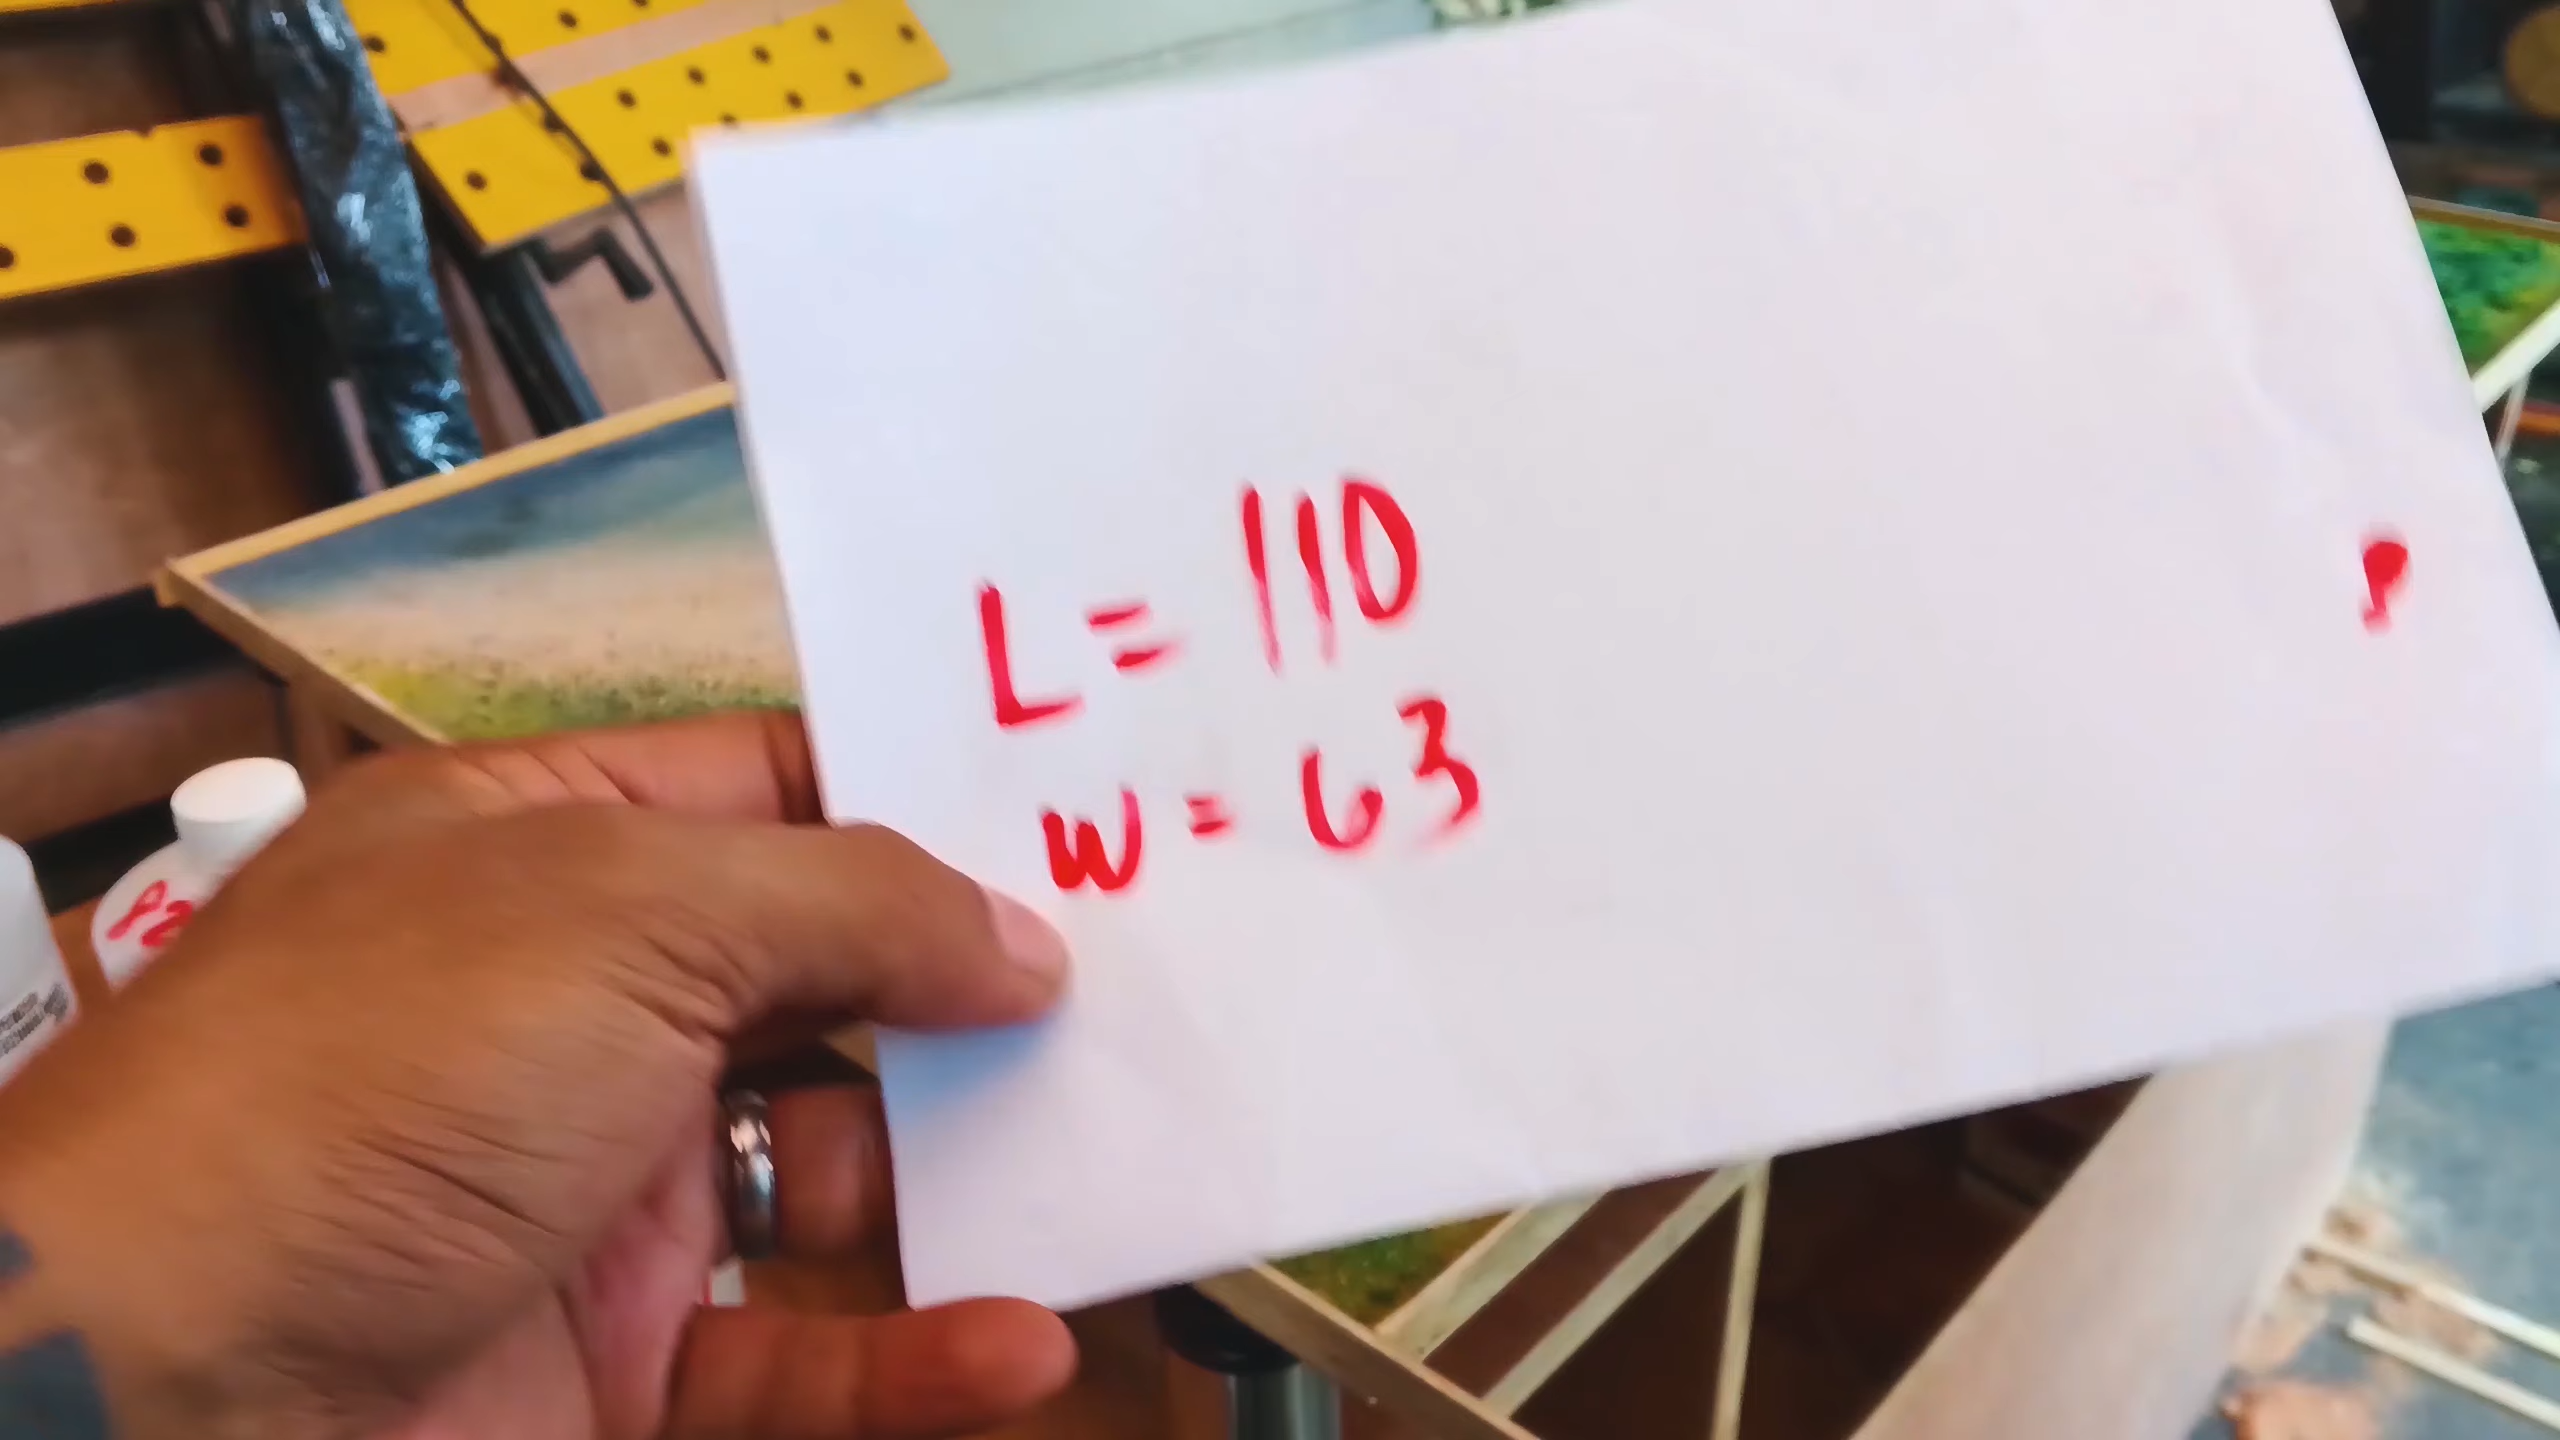 L = 110
W = 63